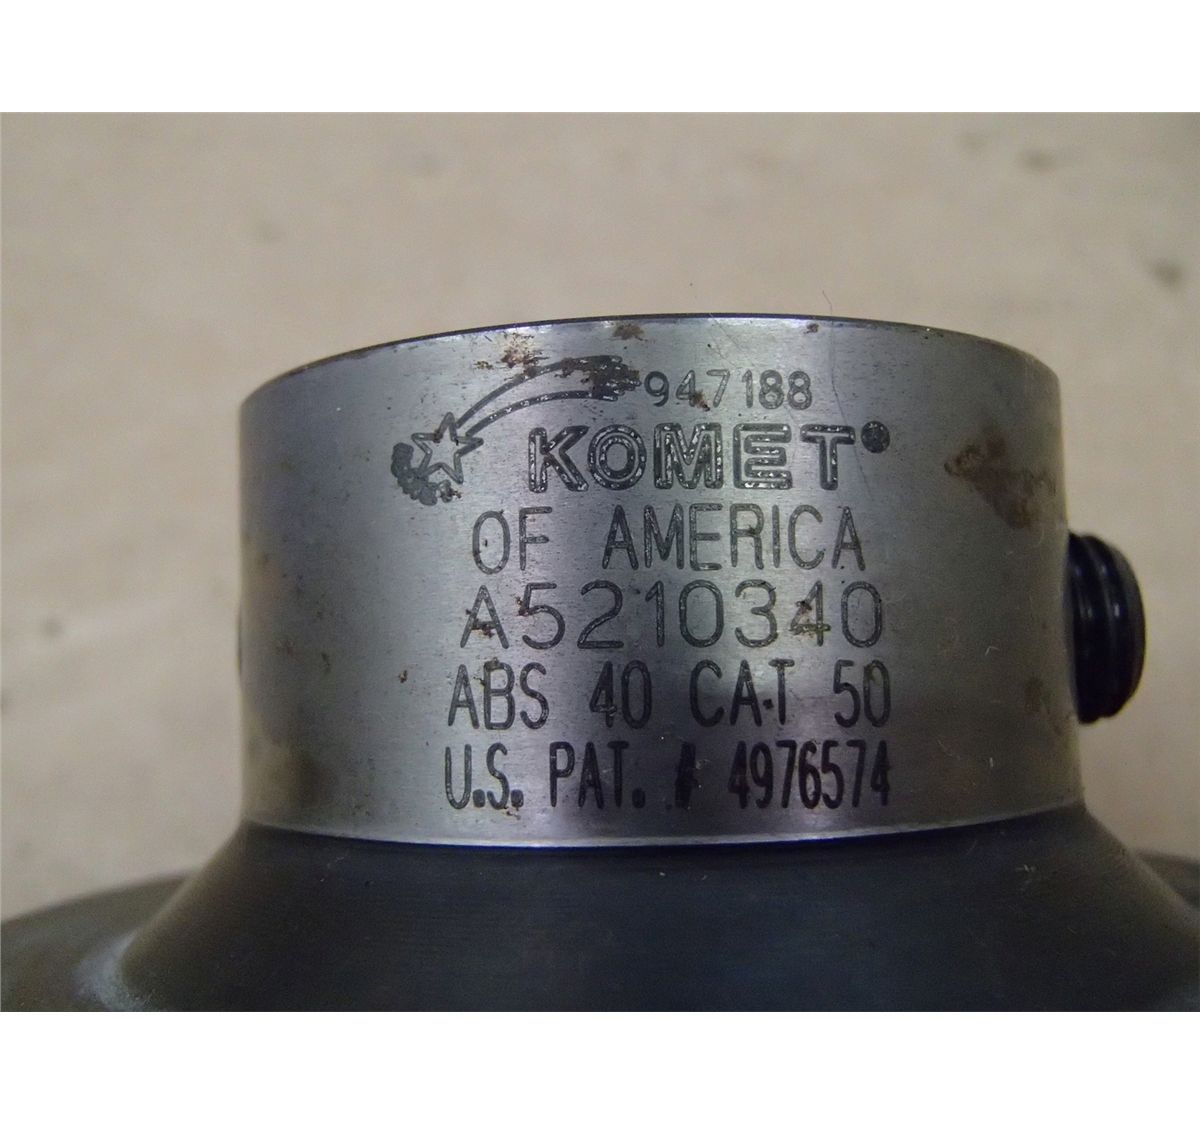 947188
KOMET®
OF AMERICA
A5210340
ABS 40 CAT 50
U.S. PAT. # 4976574